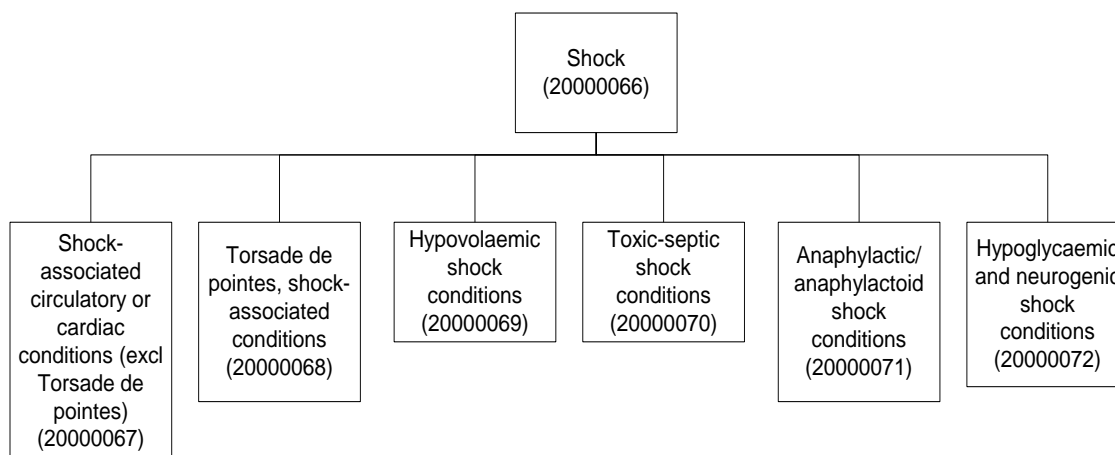 Shock
(20000066)
Shock-
associated
circulatory or
cardiac
conditions (excl
Torsade de
pointes)
(20000067)
Torsade de
pointes, shock-
associated
conditions
(20000068)
Hypovolaemic
shock
conditions
(20000069)
Toxic-septic
shock
conditions
(20000070)
Anaphylactic/
anaphylactoid
shock
conditions
(20000071)
Hypoglycaemic
and neurogenic
shock
conditions
(20000072)